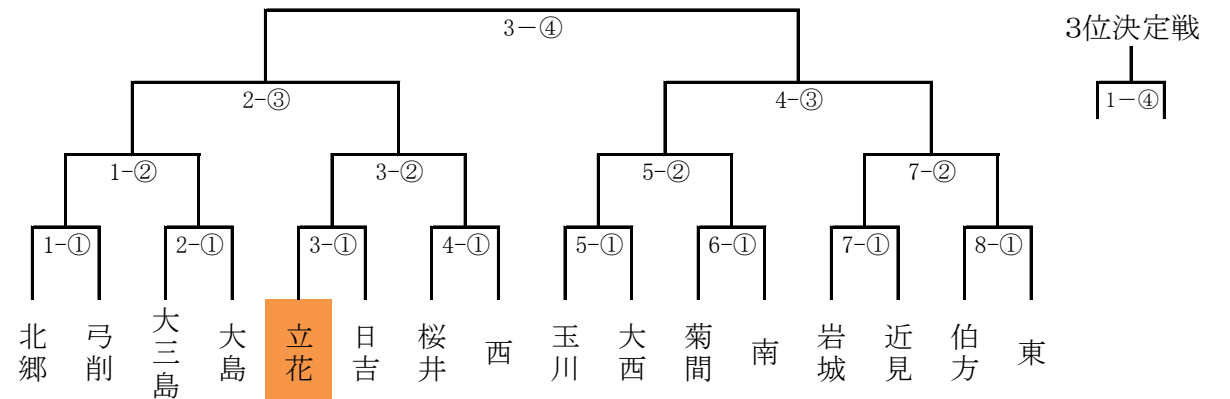 3－④
3位決定戦
2-③
4-③
1－④
1-②
3-②
5-②
7-②
1-①
2-①
3-①
4-①
5-①
6-①
7-①
8-①
北郷
弓削
大三島
大島
立花
日吉
桜井
西
玉川
大西
菊間
南
岩城
近見
伯方
東